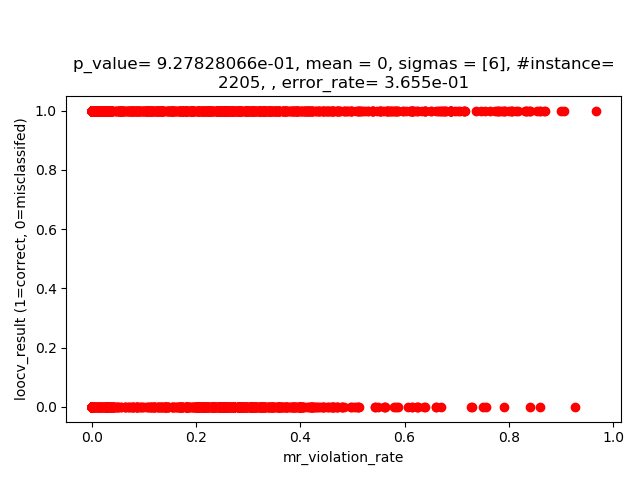 p_value= 9.27828066e-01, mean = 0, sigmas = [6], #instance=
2205, , error_rate= 3.655e-01
1.0
0.8
0.6
0.4
0.2
0.0
loocv_result (1=correct, 0=misclassifed)
0.0 0.2 0.4 0.6 0.8 1.0
mr_violation_rate